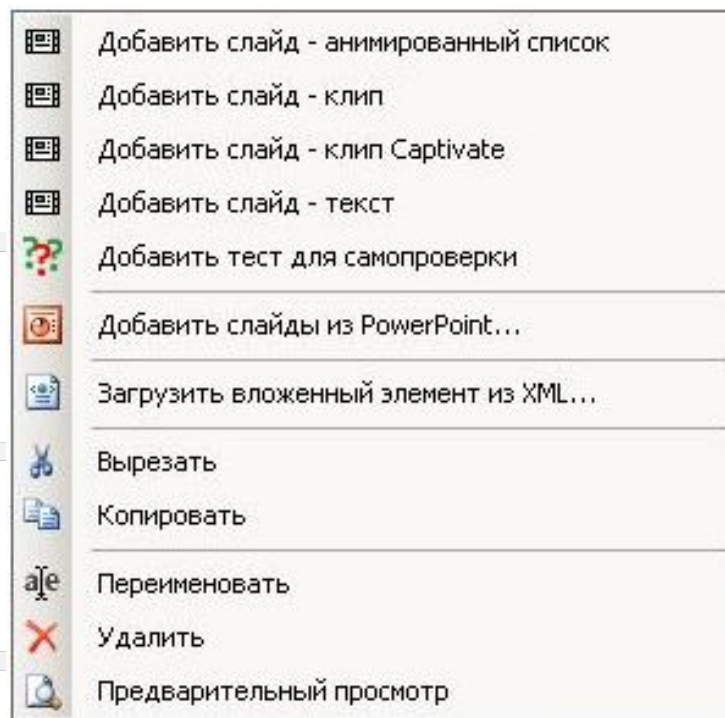 Добавить слайд - анимированный список
Добавить слайд - клип
Добавить слайд - клип Captivate
Добавить слайд - текст
Добавить тест для самопроверки
Добавить слайды из PowerPoint...
Загрузить вложенный элемент из XML...
Вырезать
Копировать
Переименовать
Удалить
Предварительный просмотр